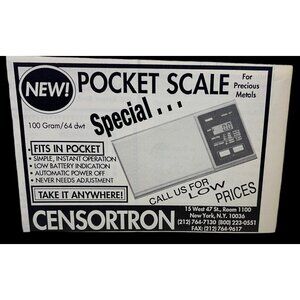 NEW!
POCKET SCALE
For
Precious
Metals
Special...
100 Gram/64 dwt
• FITS IN POCKET
• SIMPLE, INSTANT OPERATION
• LOW BATTERY INDICATION
• AUTOMATIC POWER OFF
• NEVER NEEDS ADJUSTMENT
TAKE IT ANYWHERE!
CALL US FOR
LOW
PRICES
CENSORTRON
15 West 47 St., Room 1100
New York, N.Y. 10036
(212) 764-7130 (800) 223-0551
FAX: (212) 764-9617